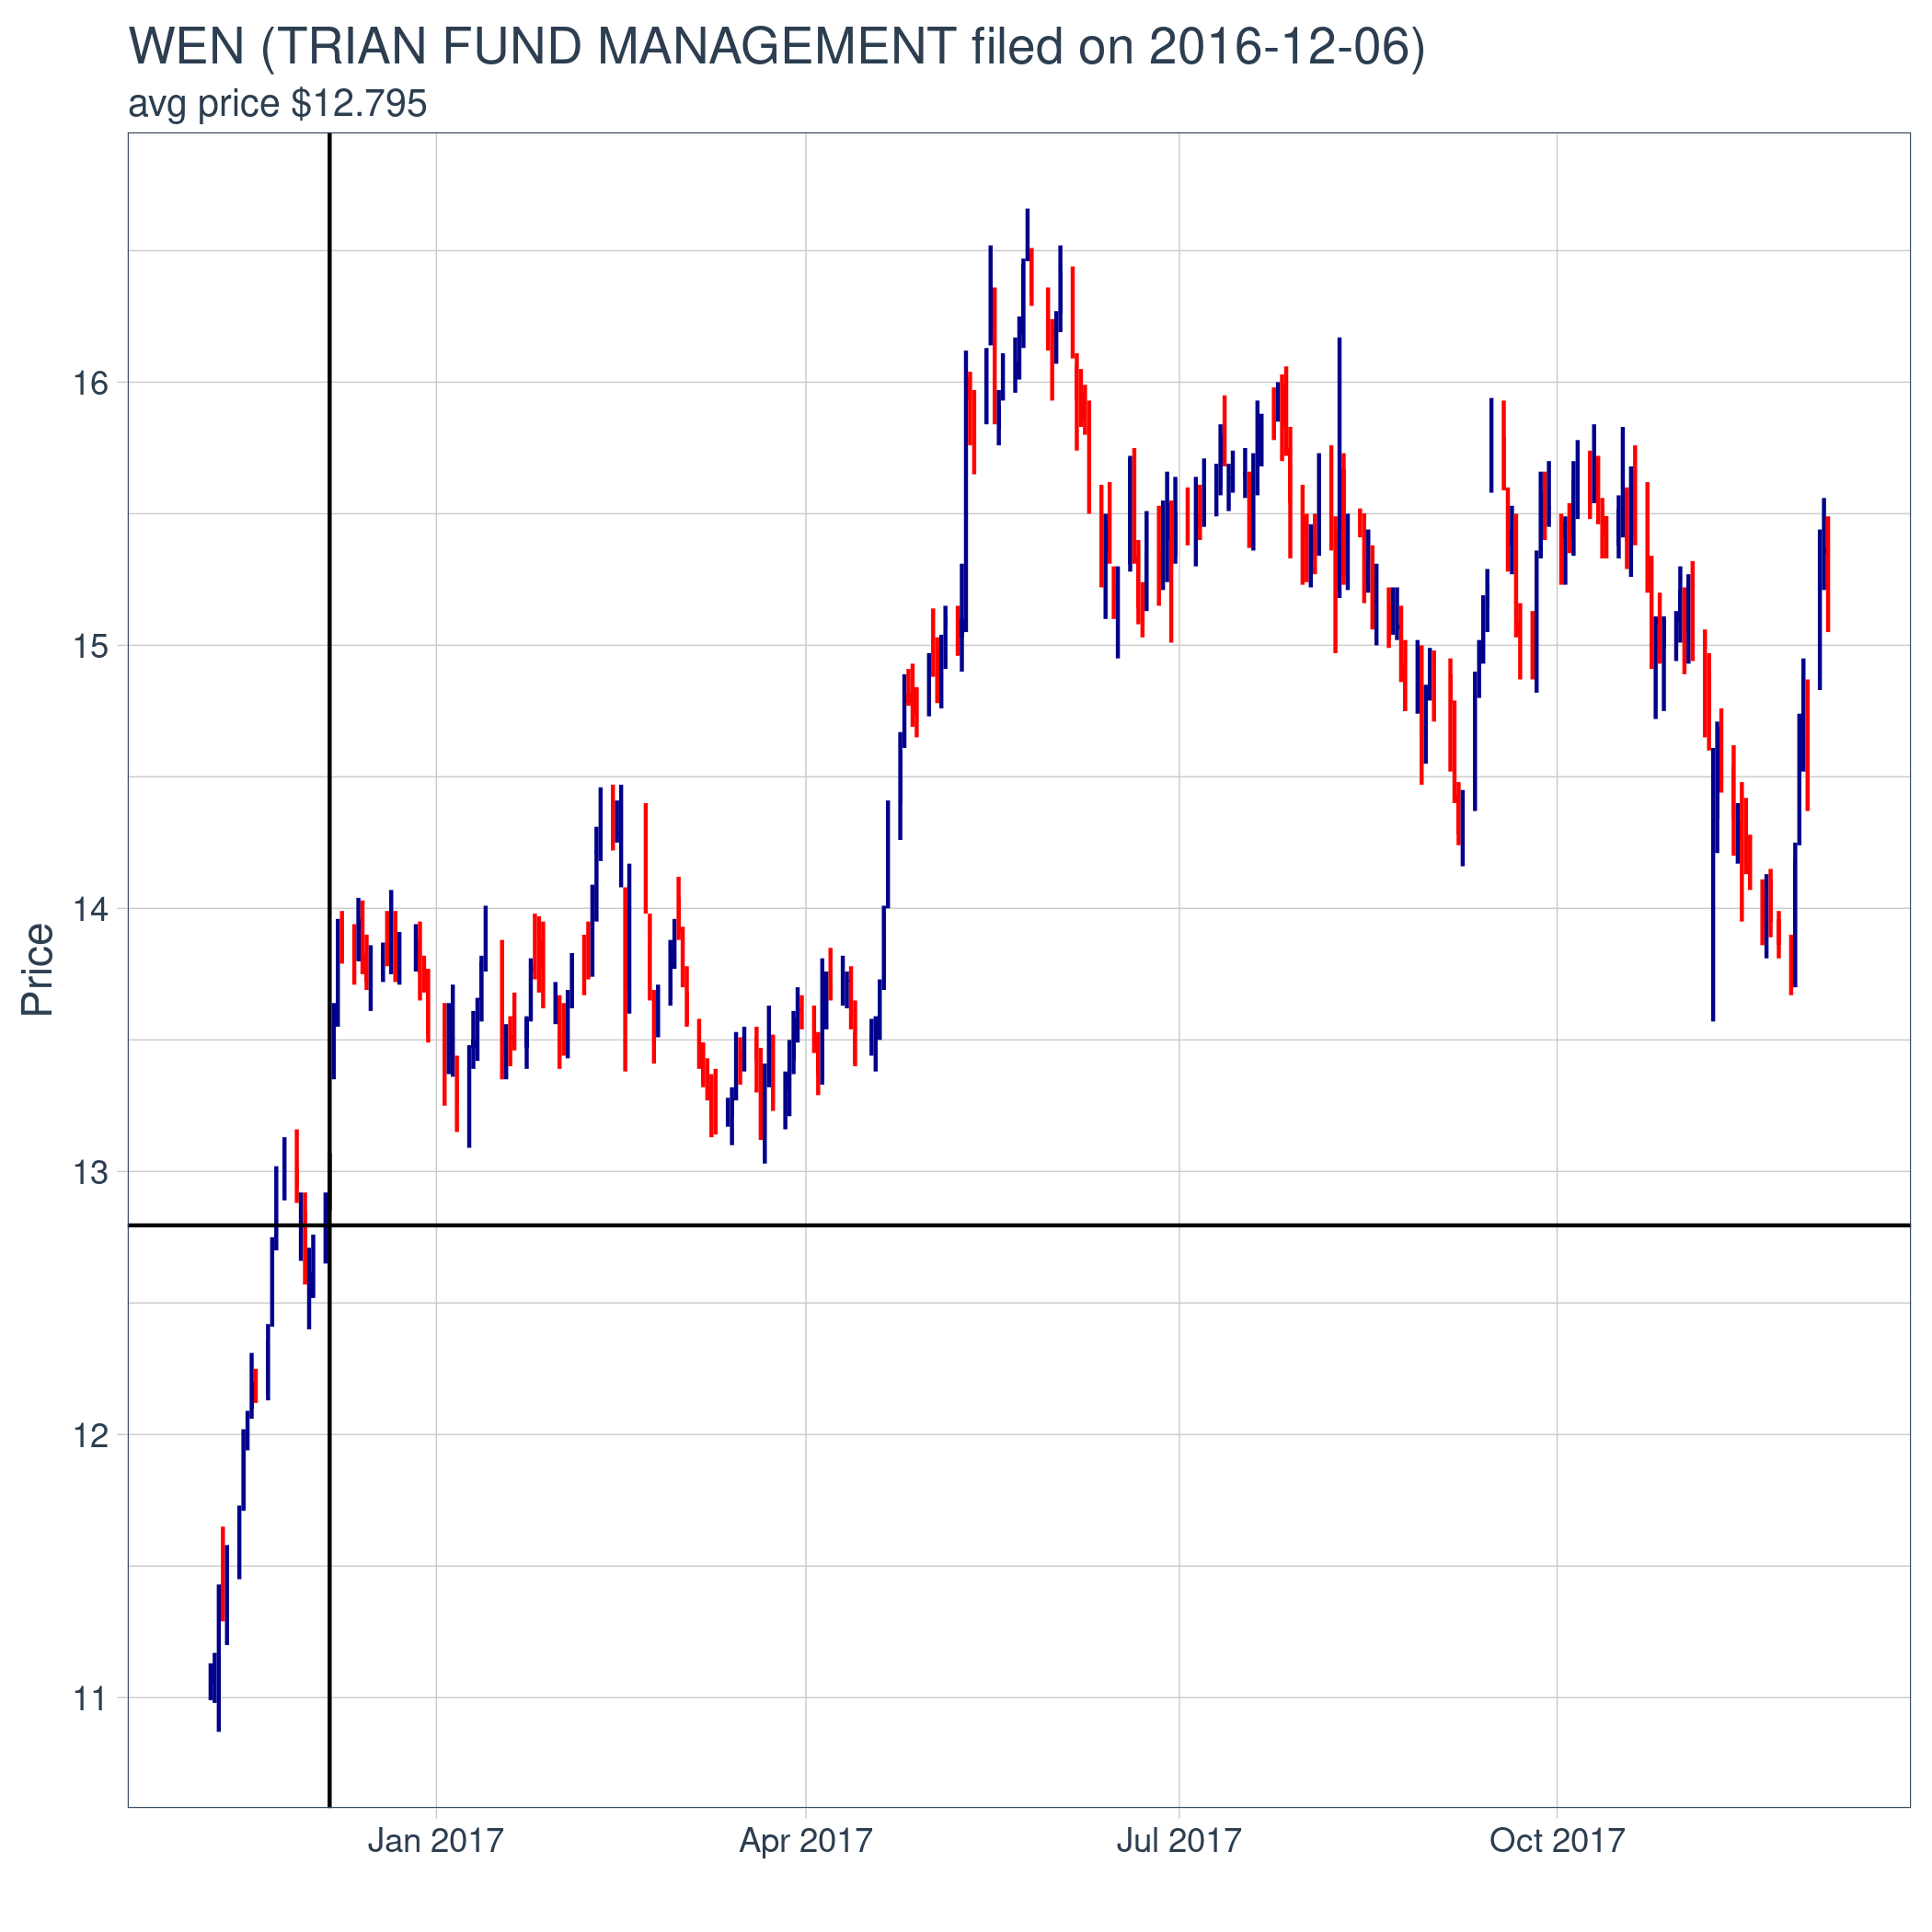 WEN (TRIAN FUND MANAGEMENT filed on 2016-12-06)
avg price $12.795
Price
16
15
14
13
12
11
Jan 2017
Apr 2017
Jul 2017
Oct 2017